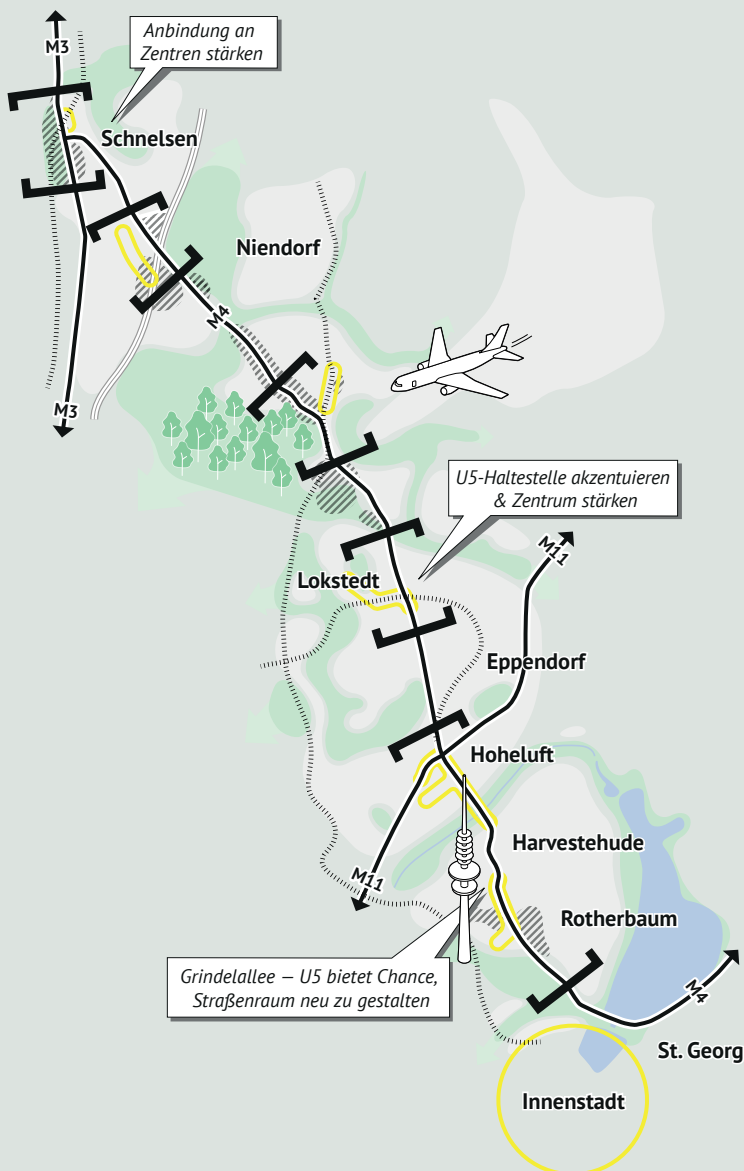 Anbindung an
Zentren stärken
M3
Schnelsen
Niendorf
M4
M3
U5-Haltestelle akzentuieren
& Zentrum stärken
M11
Lokstedt
Eppendorf
Hoheluft
Harvestehude
M11
Rotherbaum
Grindelallee – U5 bietet Chance,
Straßenraum neu zu gestalten
M4
St. Georg
Innenstadt